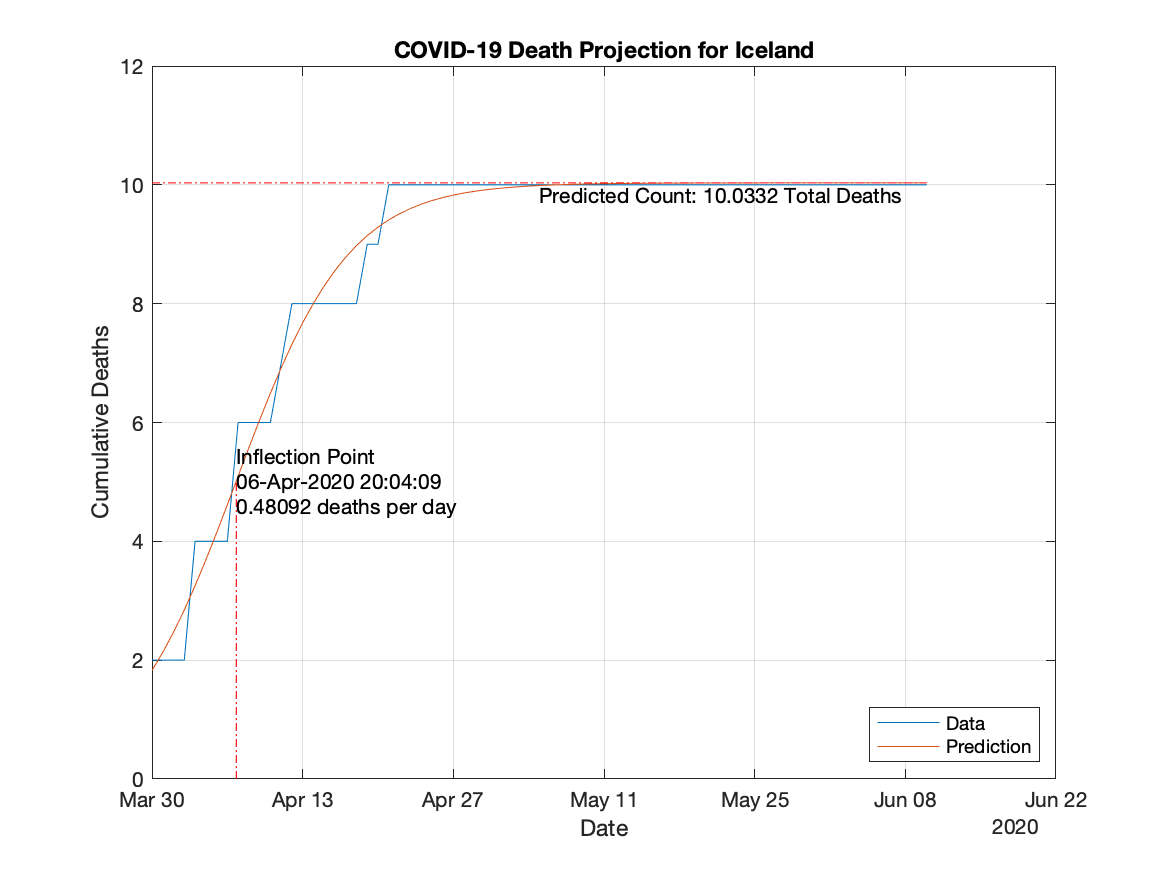 COVID-19 Death Projection for Iceland
12
10
Predicted Count: 10.0332 Total Deaths
8
6
Inflection Point
06-Apr-2020 20:04:09
0.48092 deaths per day
4
2
0
Cumulative Deaths
Data
Prediction
Mar 30 Apr 13 Apr 27 May 11 May 25 Jun 08 Jun 22
Date
2020